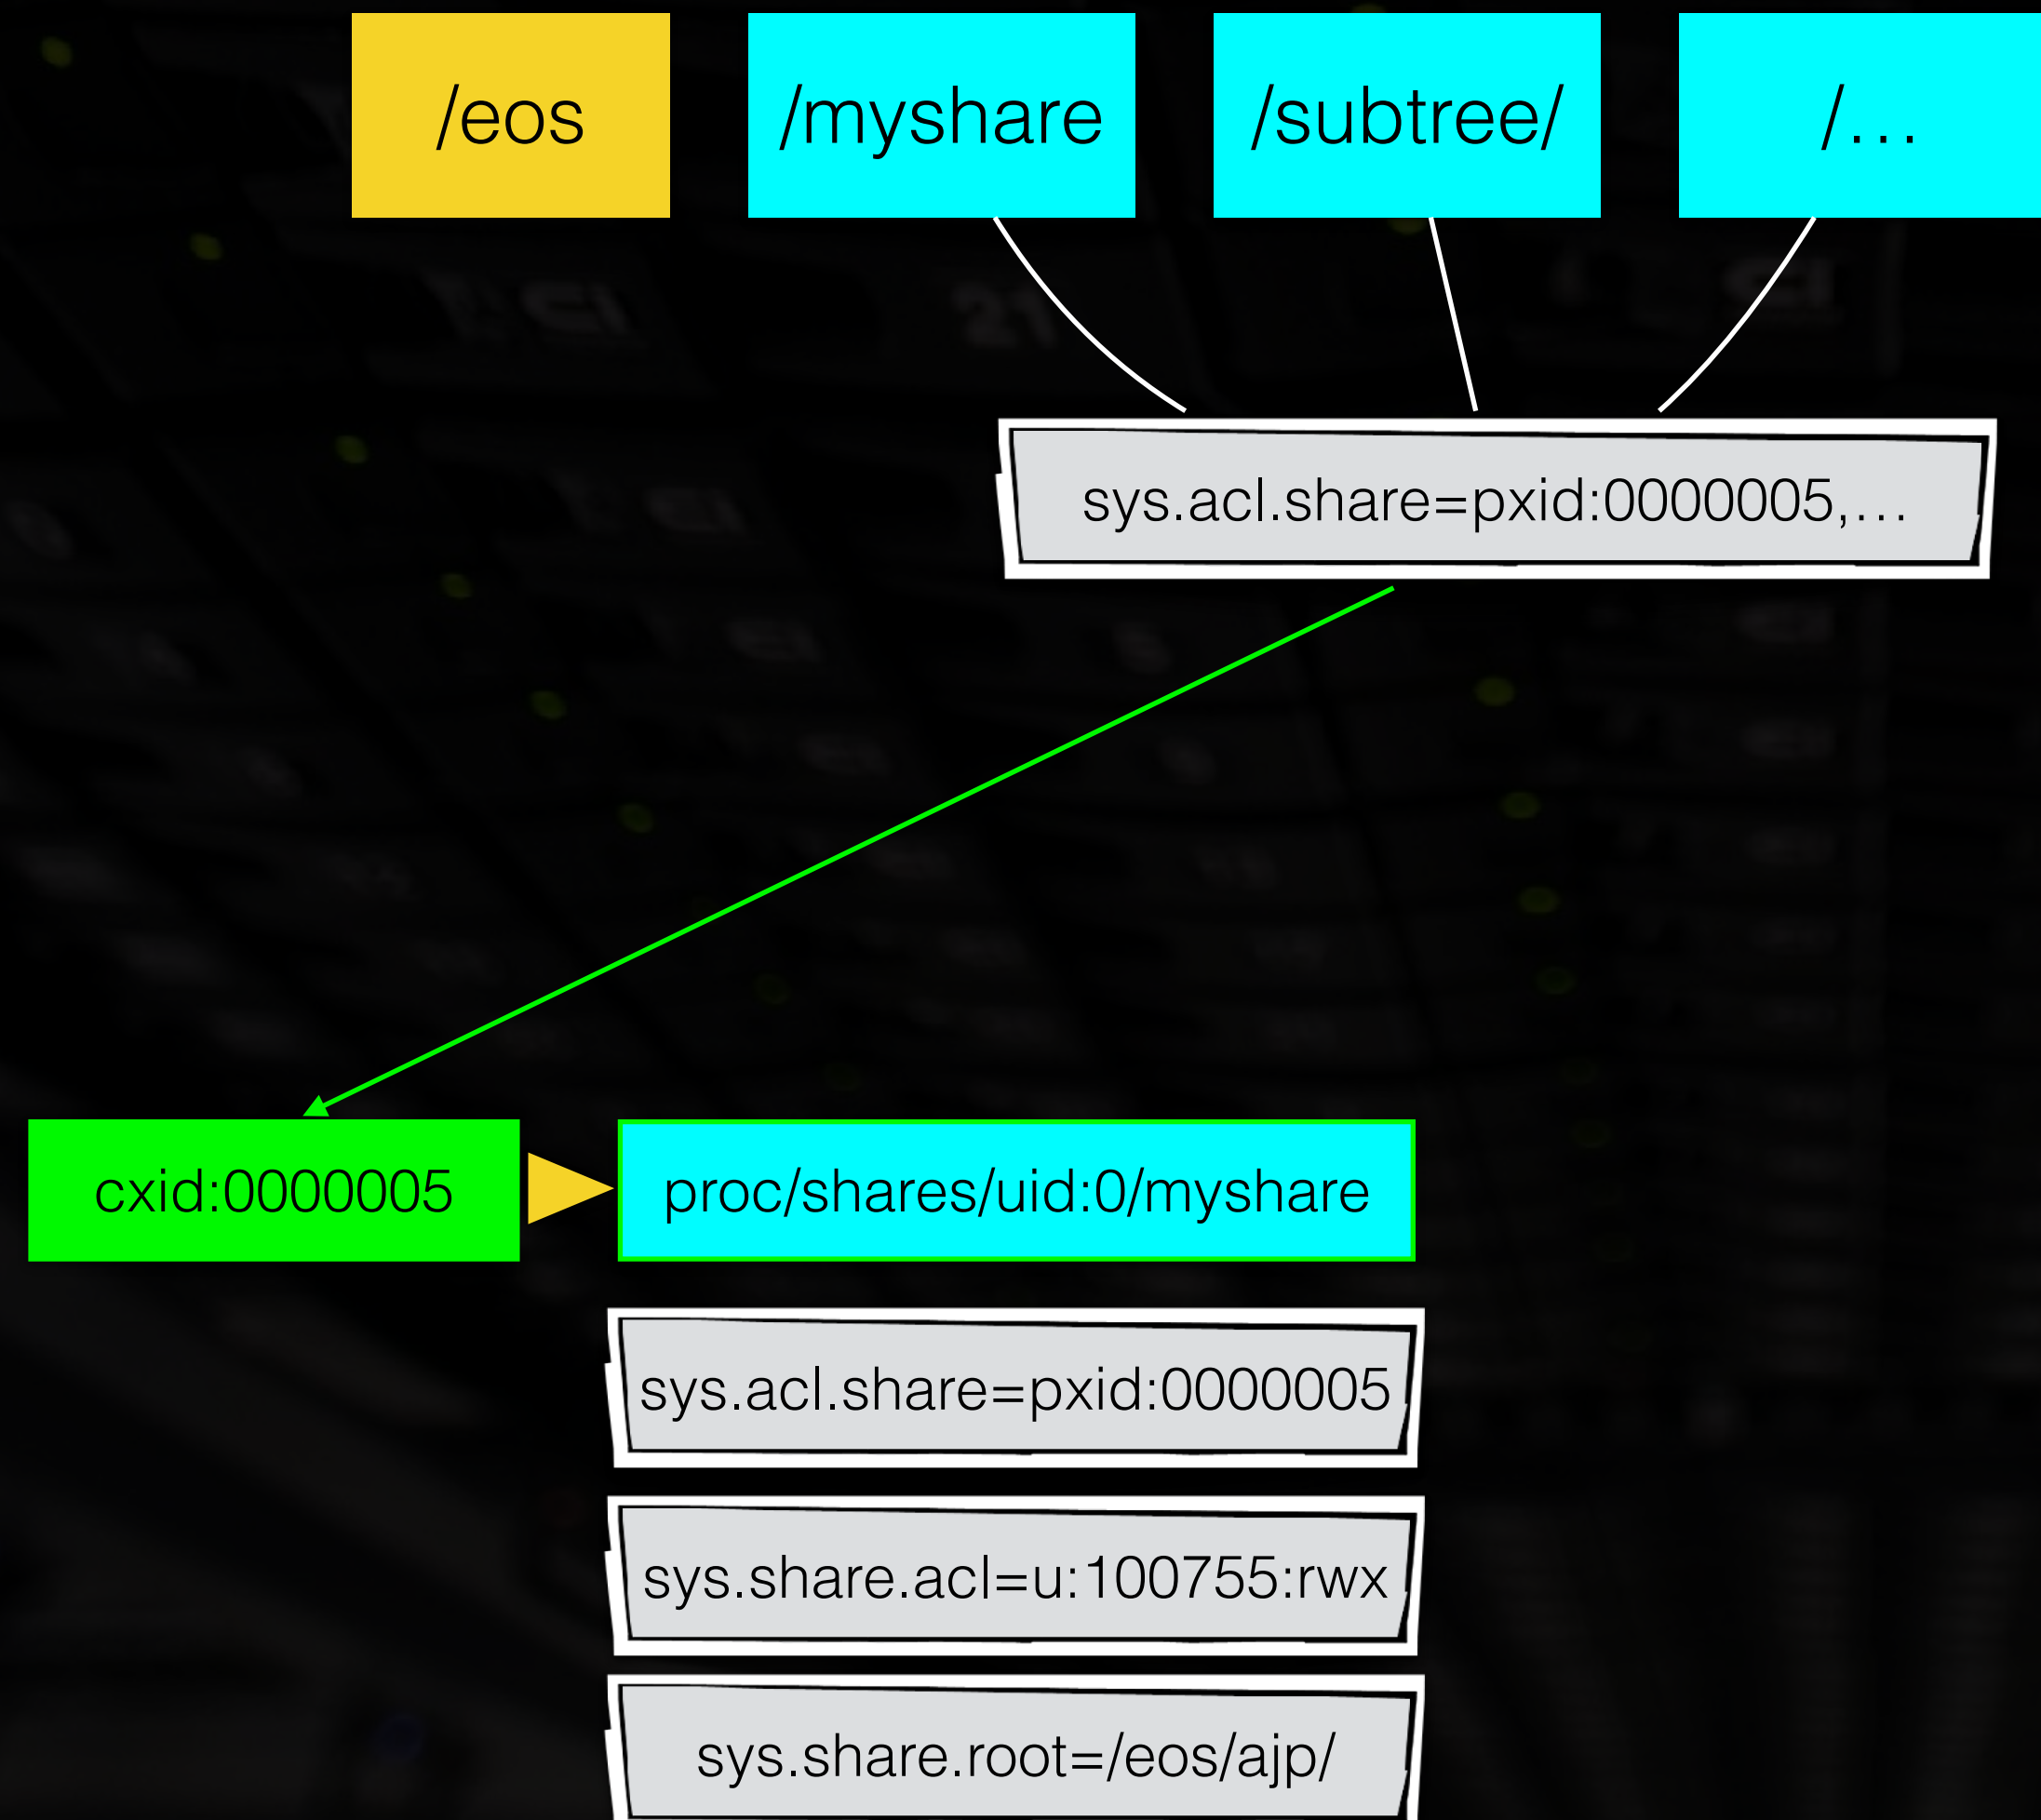 /eos
/myshare
/subtree/
/...
sys.acl.share=pxid:0000005,...
cxid:0000005
proc/shares/uid:0/myshare
sys.acl.share=pxid:0000005
sys.share.acl=u:100755:rwx
sys.share.root=/eos/ajp/